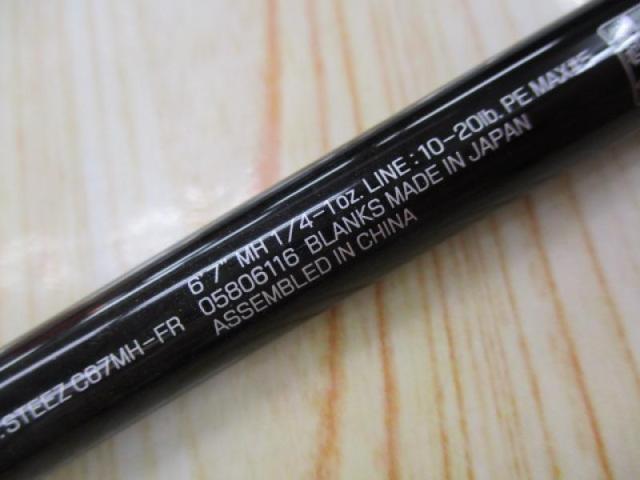 STEEZ C67MH-FR
6'7" MH 1/4-1oz. LINE:10-20lb. PE MAX
05806116 BLANKS MADE IN JAPAN
ASSEMBLED IN CHINA